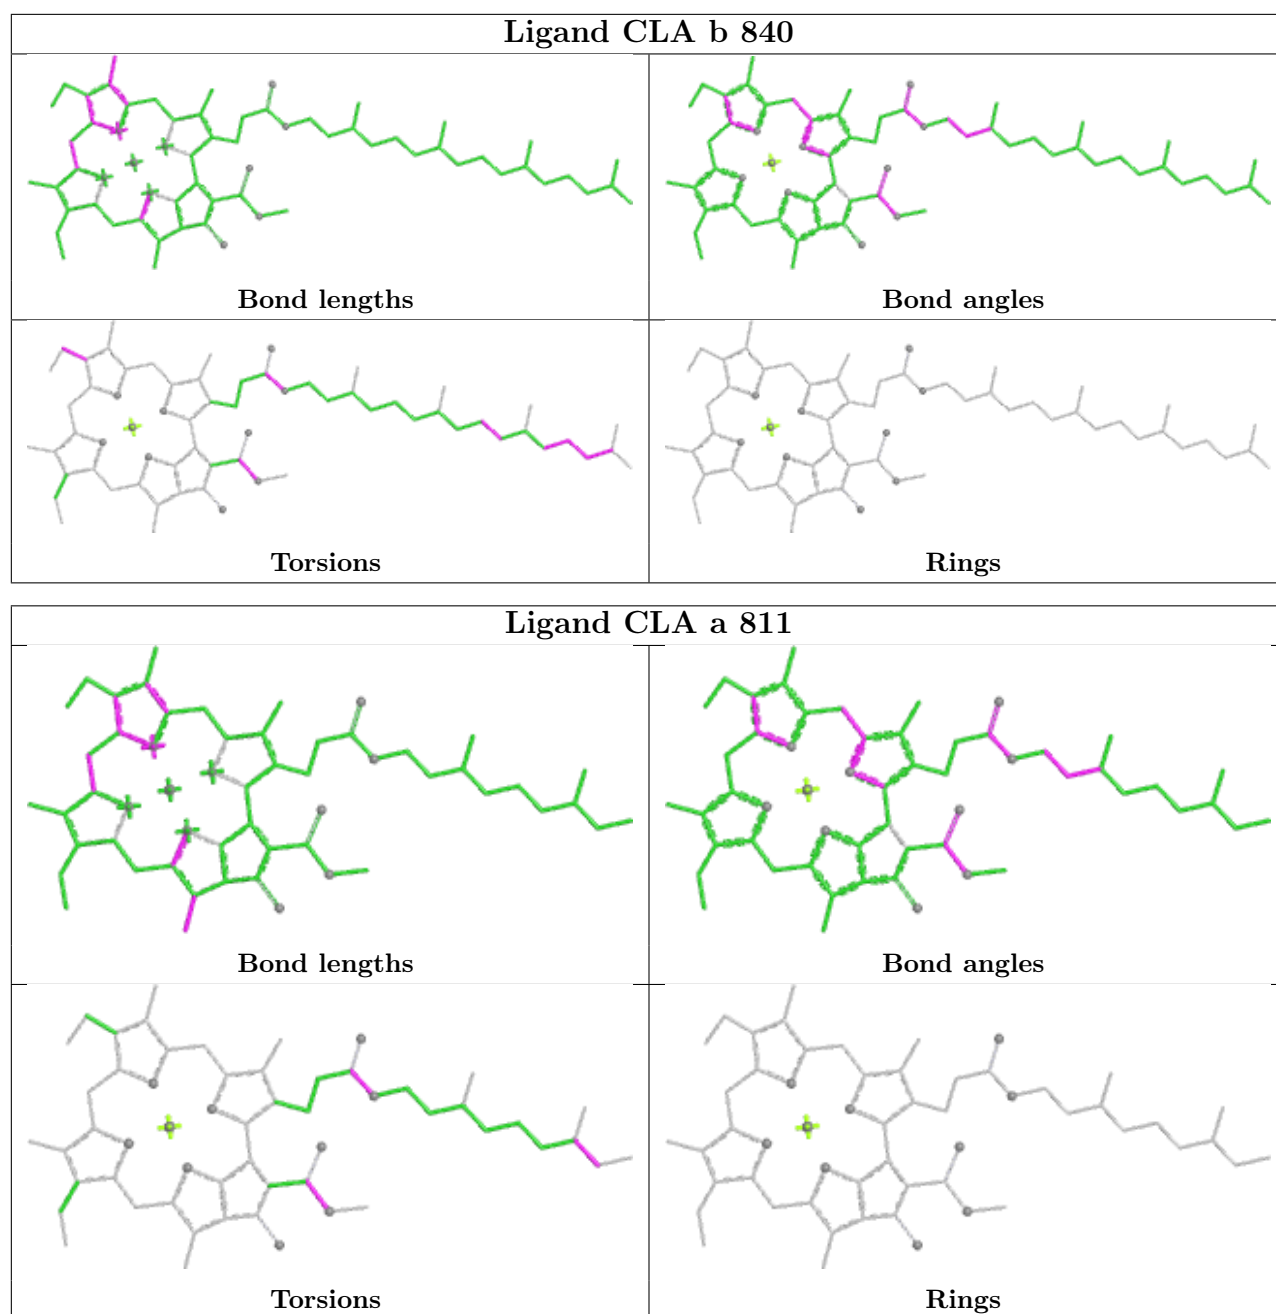 Ligand CLA b 840
Bond lengths
Bond angles
Torsions
Rings
Ligand CLA a 811
Bond lengths
Bond angles
Torsions
Rings